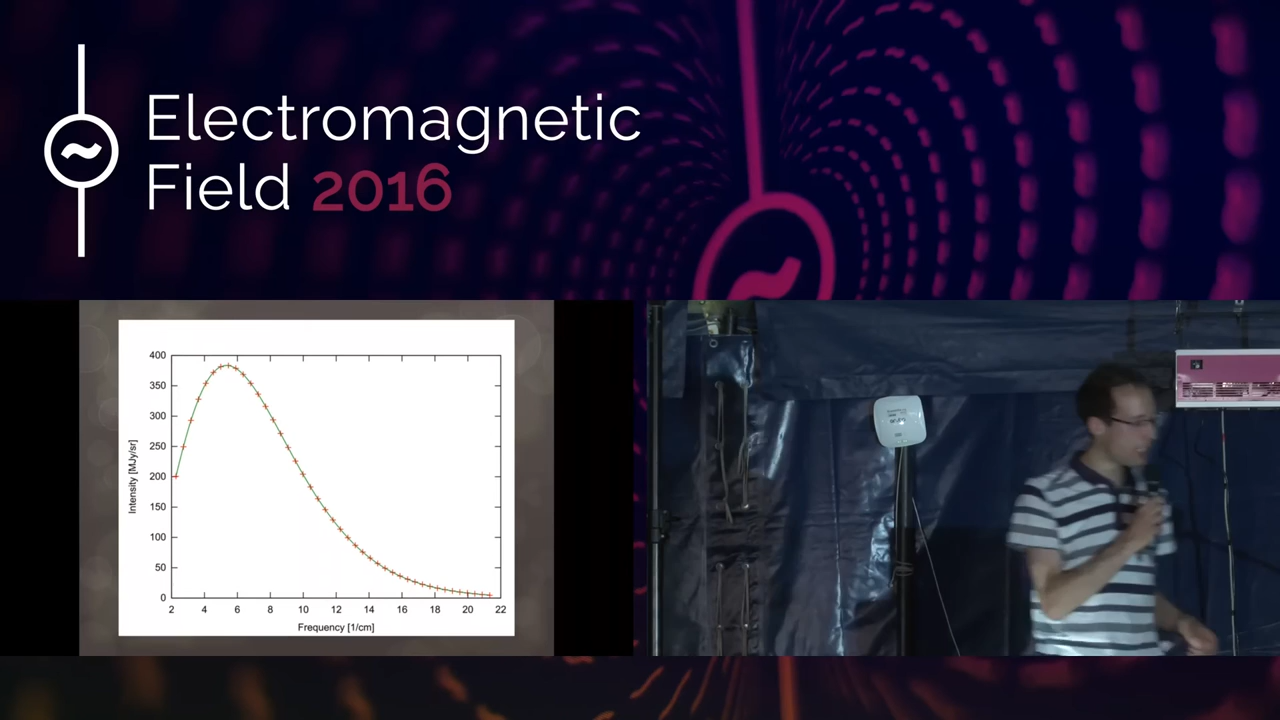 Electromagnetic
Field 2016
400
350
300
250
200
150
100
50
0
Intensity [MJy/sr]
2 4 6 8 10 12 14 16 18 20 22
Frequency [1/cm]